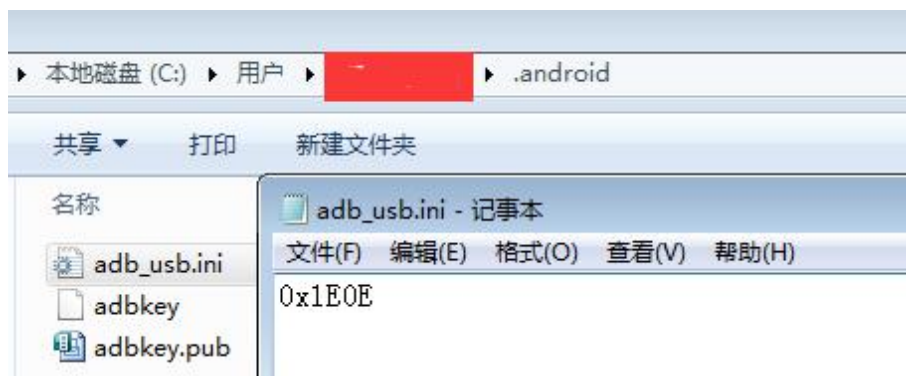 本地磁盘 (C:) ▸ 用户 ▸ ▸ .android
共享 ▾ 打印 新建文件夹
名称
adb_usb.ini
adbkey
adbkey.pub
adb_usb.ini - 记事本
文件(F) 编辑(E) 格式(O) 查看(V) 帮助(H)
0x1E0E